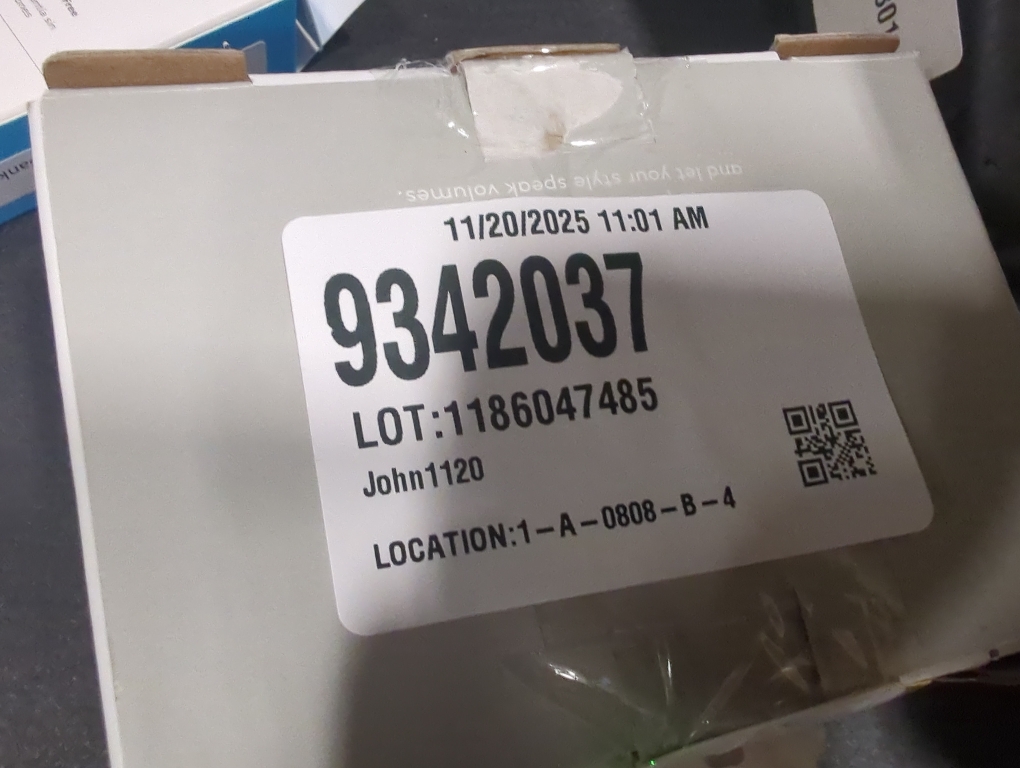 Free
and let your style speak volumes.
11/20/2025 11:01 AM
9342037
LOT:1186047485
John1120
LOCATION:1-A-0808-B-4